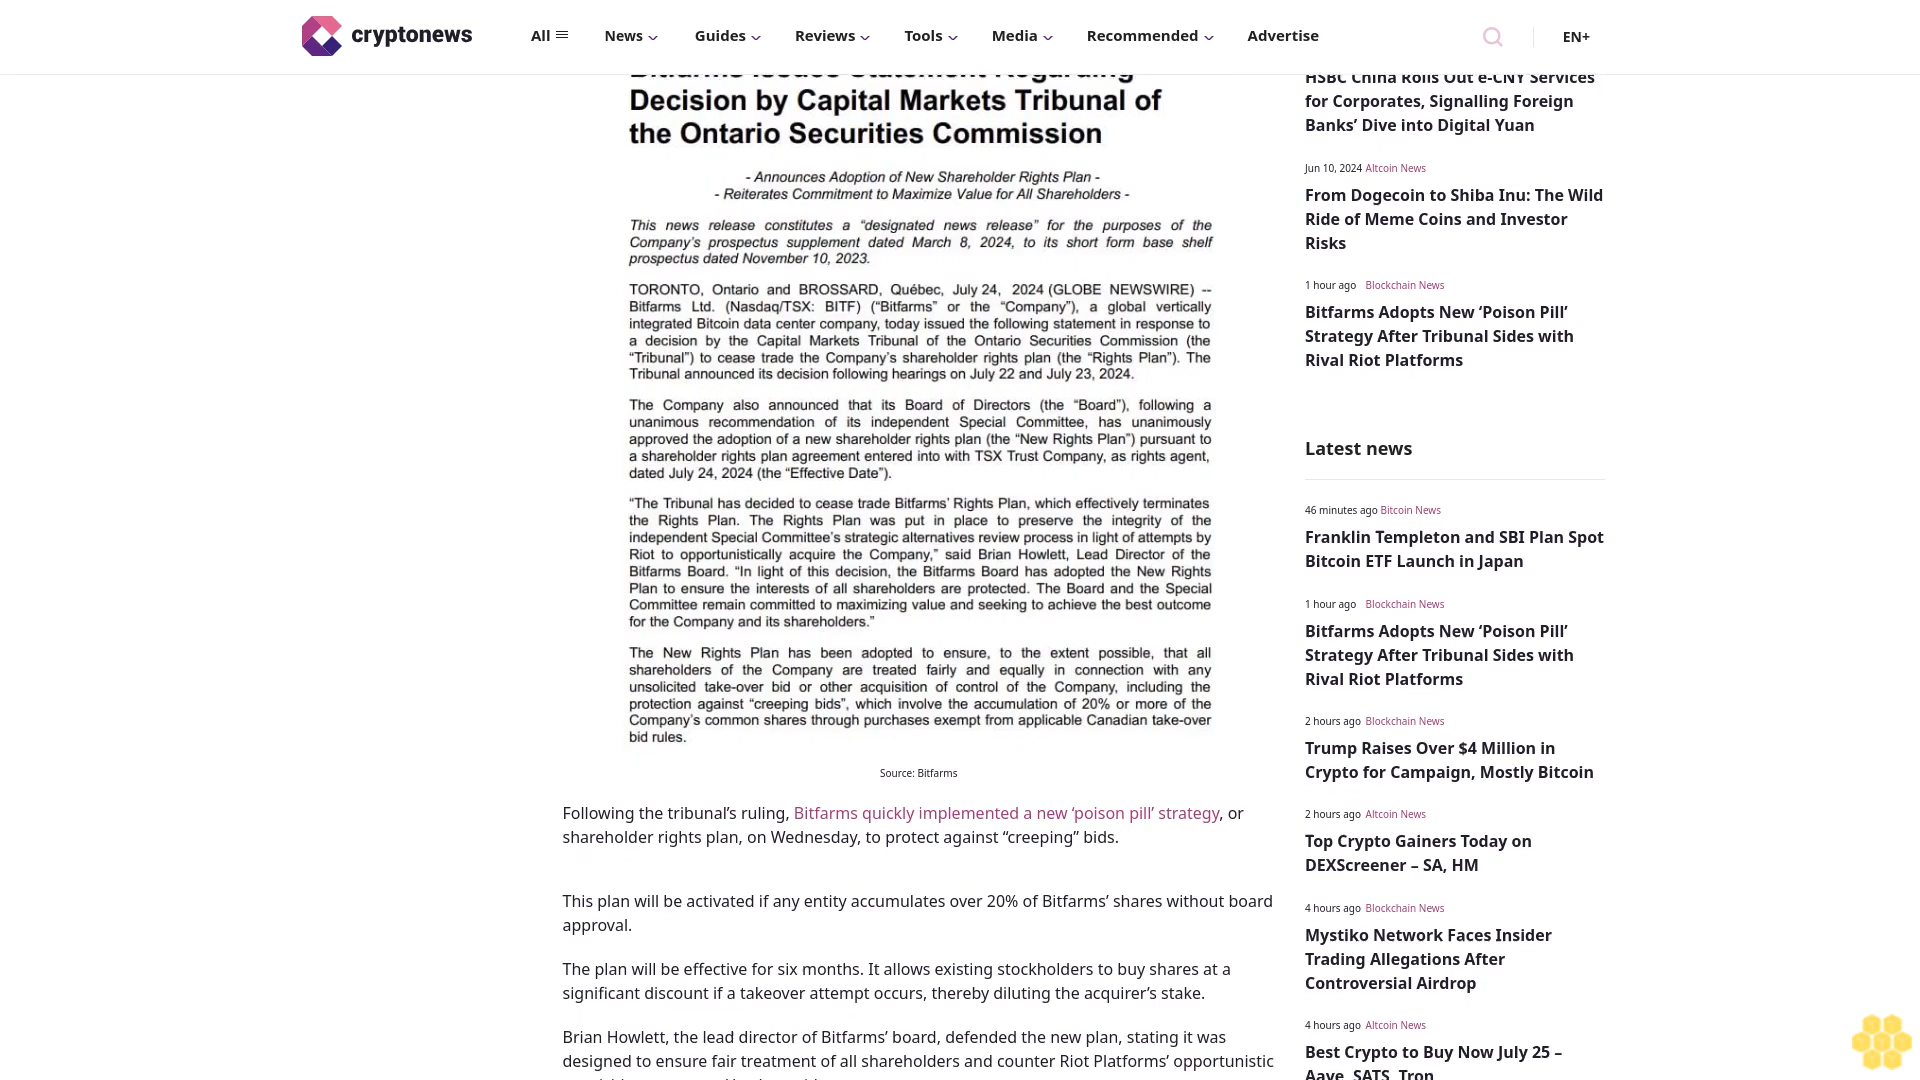 cryptonews
All
News
Guides
Reviews
Tools
Media
Recommended
Advertise
EN+
Bitfarms Issues Statement Regarding
Decision by Capital Markets Tribunal of
the Ontario Securities Commission
- Announces Adoption of New Shareholder Rights Plan -
- Reiterates Commitment to Maximize Value for All Shareholders -
This news release constitutes a “designated news release” for the purposes of the
Company’s prospectus supplement dated March 8, 2024, to its short form base shelf
prospectus dated November 10, 2023.
TORONTO, Ontario and BROSSARD, Québec, July 24, 2024 (GLOBE NEWSWIRE) --
Bitfarms Ltd. (Nasdaq/TSX: BITF) (“Bitfarms” or the “Company”), a global vertically
integrated Bitcoin data center company, today issued the following statement in response to
a decision by the Capital Markets Tribunal of the Ontario Securities Commission (the
“Tribunal”) to cease trade the Company’s shareholder rights plan (the “Rights Plan”). The
Tribunal announced its decision following hearings on July 22 and July 23, 2024.
The Company also announced that its Board of Directors (the “Board”), following a
unanimous recommendation of its independent Special Committee, has unanimously
approved the adoption of a new shareholder rights plan (the “New Rights Plan”) pursuant to
a shareholder rights plan agreement entered into with TSX Trust Company, as rights agent,
dated July 24, 2024 (the “Effective Date”).
“The Tribunal has decided to cease trade Bitfarms’ Rights Plan, which effectively terminates
the Rights Plan. The Rights Plan was put in place to preserve the integrity of the
independent Special Committee’s strategic alternatives review process in light of attempts by
Riot to opportunistically acquire the Company,” said Brian Howlett, Lead Director of the
Bitfarms Board. “In light of this decision, the Bitfarms Board has adopted the New Rights
Plan to ensure the interests of all shareholders are protected. The Board and the Special
Committee remain committed to maximizing value and seeking to achieve the best outcome
for the Company and its shareholders.”
The New Rights Plan has been adopted to ensure, to the extent possible, that all
shareholders of the Company are treated fairly and equally in connection with any
unsolicited take-over bid or other acquisition of control of the Company, including the
protection against “creeping bids”, which involve the accumulation of 20% or more of the
Company’s common shares through purchases exempt from applicable Canadian take-over
bid rules.
Source: Bitfarms
Following the tribunal’s ruling, Bitfarms quickly implemented a new ‘poison pill’ strategy, or
shareholder rights plan, on Wednesday, to protect against “creeping” bids.
This plan will be activated if any entity accumulates over 20% of Bitfarms’ shares without board
approval.
The plan will be effective for six months. It allows existing stockholders to buy shares at a
significant discount if a takeover attempt occurs, thereby diluting the acquirer’s stake.
Brian Howlett, the lead director of Bitfarms’ board, defended the new plan, stating it was
designed to ensure fair treatment of all shareholders and counter Riot Platforms’ opportunistic
HSBC China Rolls Out e-CNY Services
for Corporates, Signalling Foreign
Banks’ Dive into Digital Yuan
Jun 10, 2024 Altcoin News
From Dogecoin to Shiba Inu: The Wild
Ride of Meme Coins and Investor
Risks
1 hour ago Blockchain News
Bitfarms Adopts New ‘Poison Pill’
Strategy After Tribunal Sides with
Rival Riot Platforms
Latest news
46 minutes ago Bitcoin News
Franklin Templeton and SBI Plan Spot
Bitcoin ETF Launch in Japan
1 hour ago Blockchain News
Bitfarms Adopts New ‘Poison Pill’
Strategy After Tribunal Sides with
Rival Riot Platforms
2 hours ago Blockchain News
Trump Raises Over $4 Million in
Crypto for Campaign, Mostly Bitcoin
2 hours ago Altcoin News
Top Crypto Gainers Today on
DEXScreener – SA, HM
4 hours ago Blockchain News
Mystiko Network Faces Insider
Trading Allegations After
Controversial Airdrop
4 hours ago Altcoin News
Best Crypto to Buy Now July 25 –
Aave, SATS, Tron